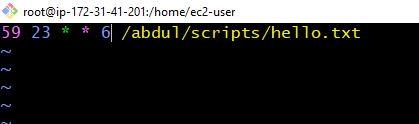 root@ip-172-31-41-201:/home/ec2-user
59 23 * * 6 /abdul/scripts/hello.txt
~
~
~
~